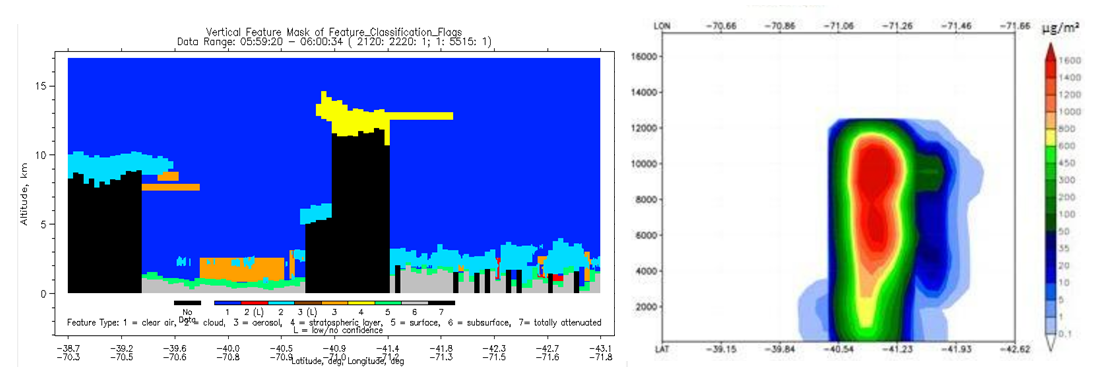 Vertical Feature Mask of Feature_Classification_Flags
Data Range: 05:59:20 - 06:00:34 ( 2120: 2220: 1; 1: 5515: 1)
Altitude, km
15
10
5
0
No Data
1 2 (L) 2 3 (L) 3 4 5 6 7
Feature Type: 1 = clear air, 2 = cloud, 3 = aerosol, 4 = stratospheric layer, 5 = surface, 6 = subsurface, 7= totally attenuated
L = low/no confidence
-38.7 -39.2 -39.6 -40.0 -40.5 -40.9 -41.4 -41.8 -42.2 -42.7 -43.1
-70.3 -70.5 -70.6 -70.8 -70.9 -71.0 -71.2 -71.3 -71.5 -71.6 -71.8
Latitude, deg; Longitude, deg
LON -70.66 -70.86 -71.06 -71.26 -71.46 -71.66
16000
14000
12000
10000
8000
6000
4000
2000
LAT -39.15 -39.84 -40.54 -41.23 -41.93 -42.62
µg/m²
1600
1400
1200
1000
800
600
450
300
200
100
50
35
20
10
5
1
0.1